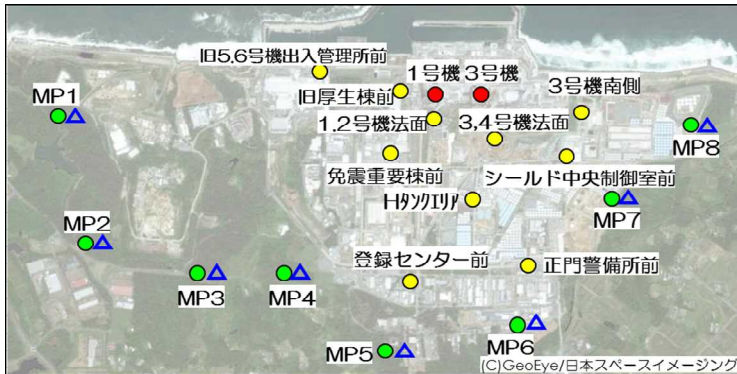 旧5.6号機出入管理所前
1号機
3号機
3号機南側
MP1
旧厚生棟前
1.2号機法面
3,4号機法面
MP8
免震重要棟前
シールド中央制御室前
Hﾀﾝｸｴﾘｱ
MP7
MP2
登録センター前
正門警備所前
MP3
MP4
MP6
MP5
(C)GeoEye/日本スペースイメージング